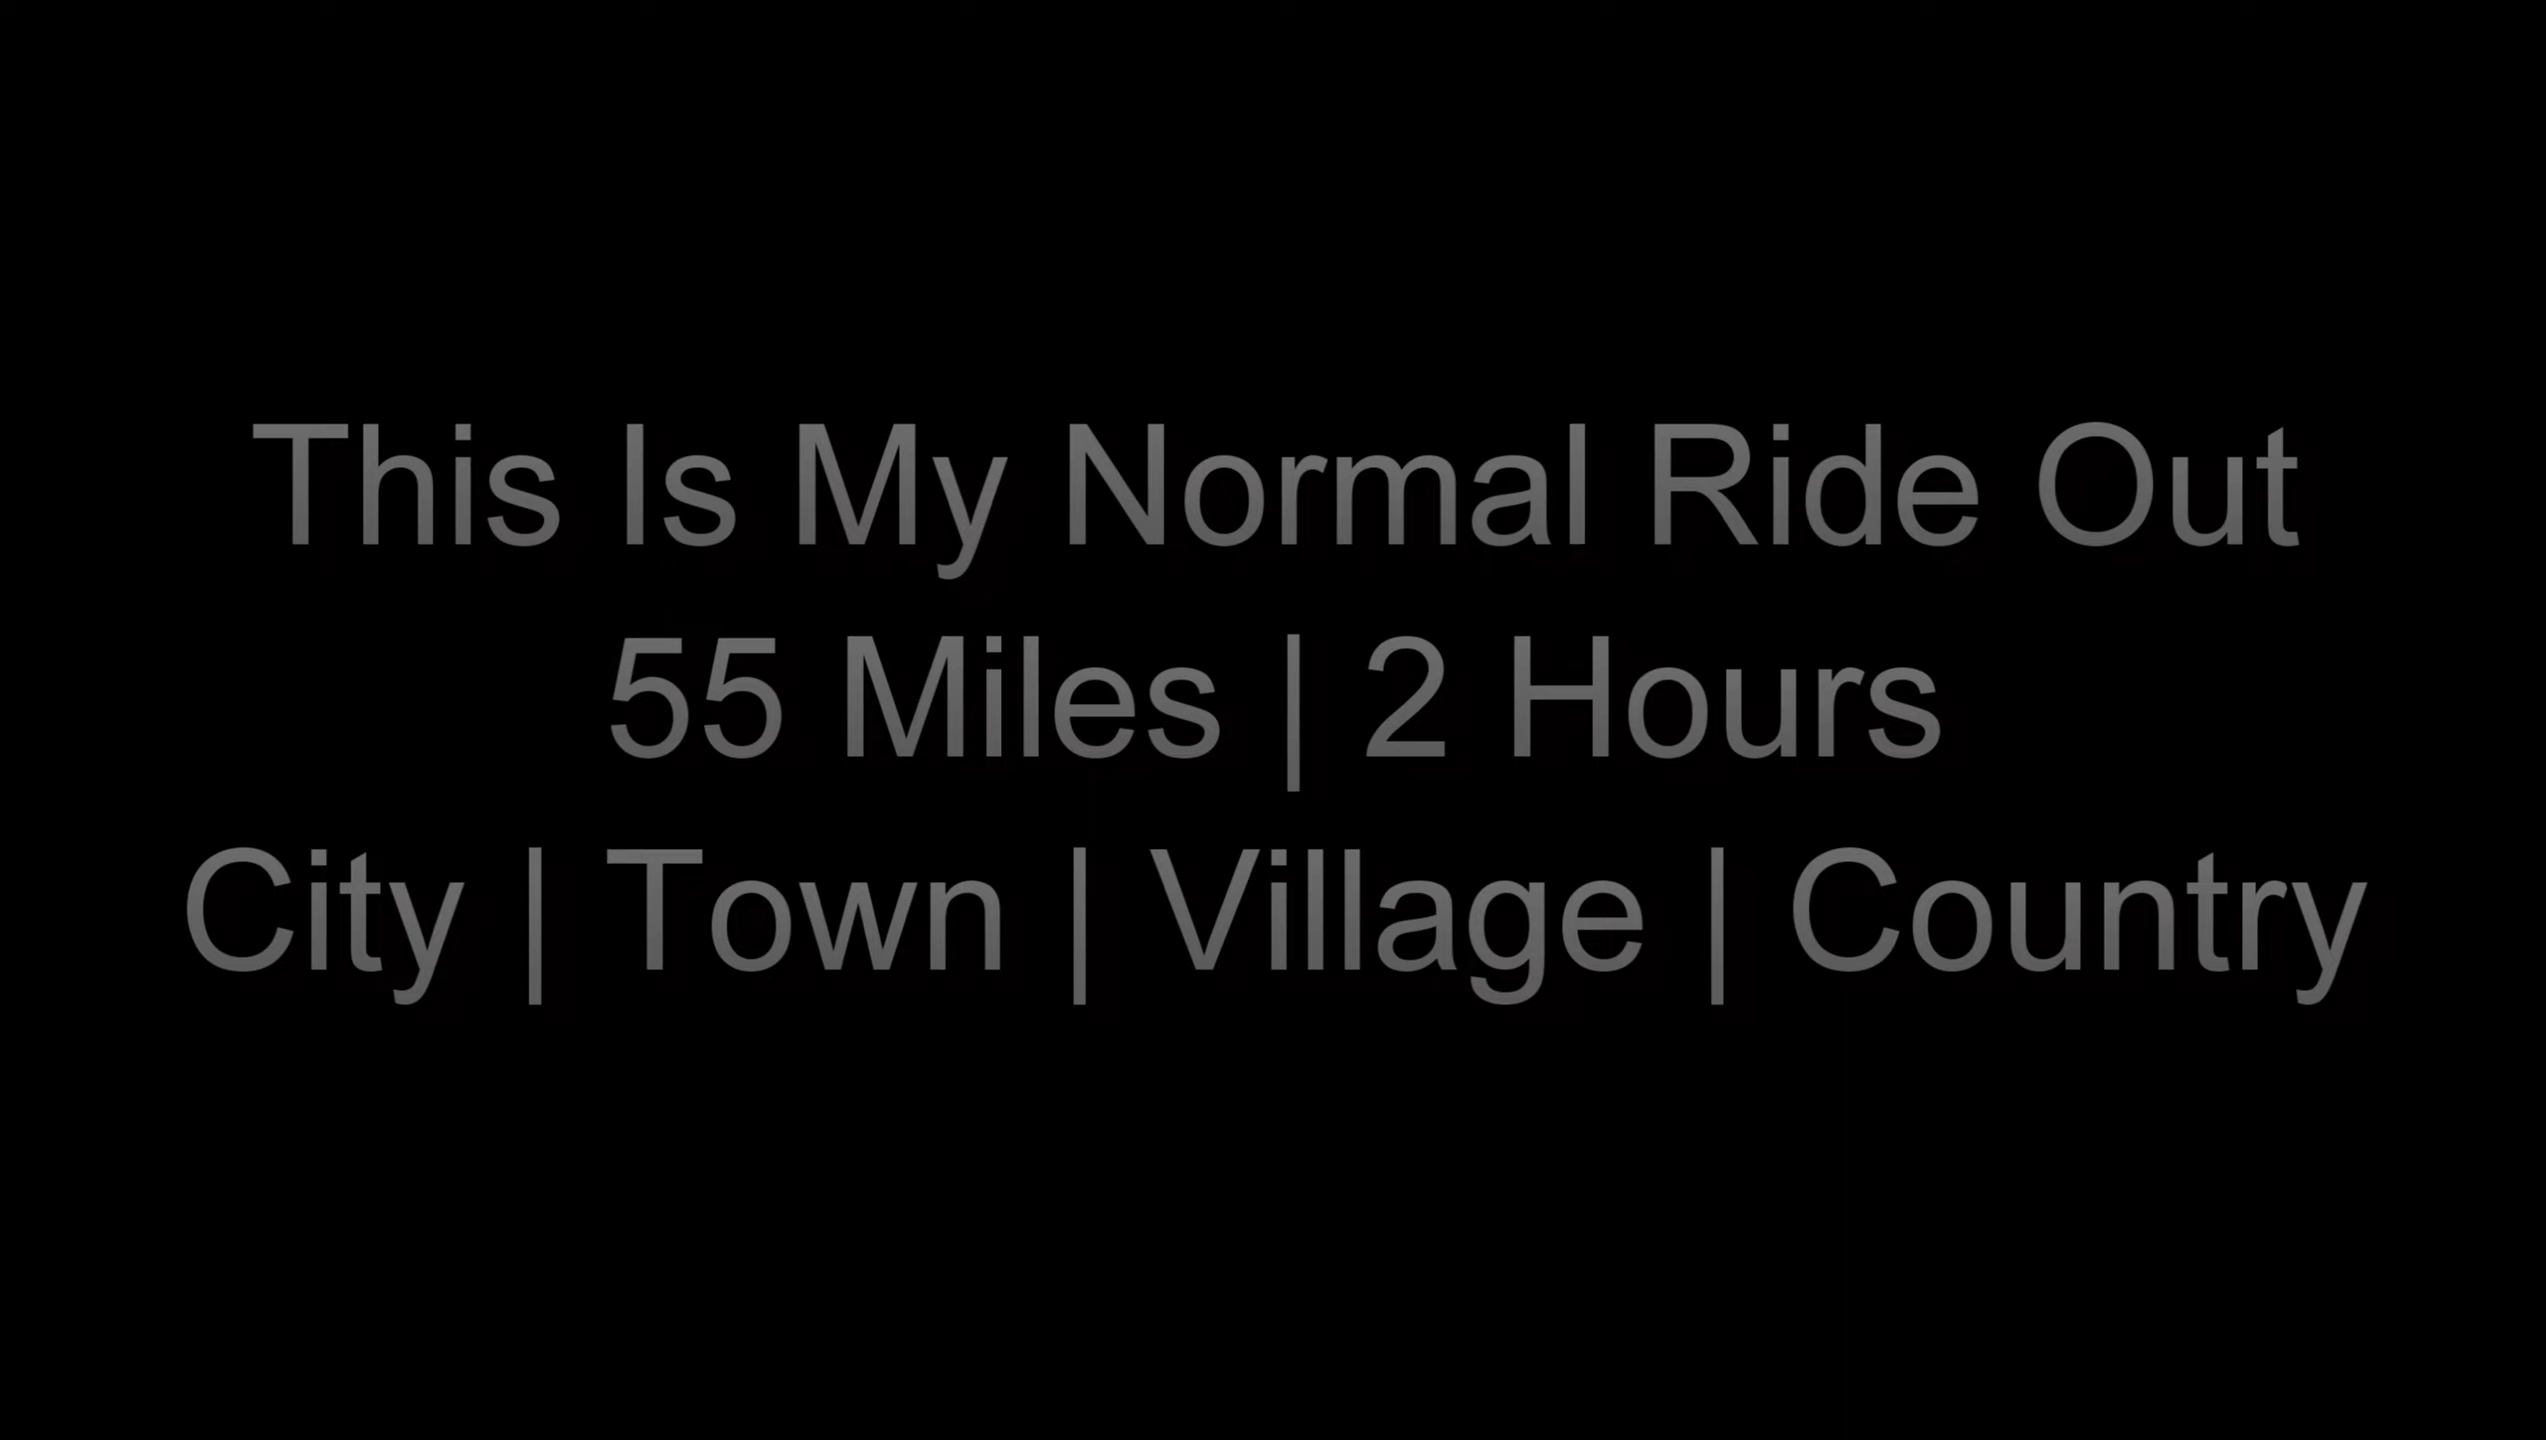 This Is My Normal Ride Out
55 Miles | 2 Hours
City | Town | Village | Country